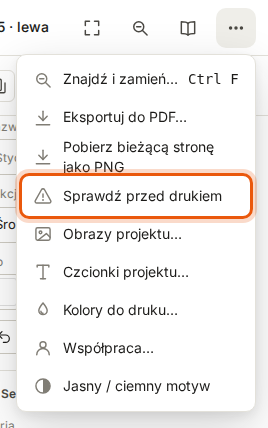 5 · lewa
Znajdź i zamień... Ctrl F
Eksportuj do PDF...
Pobierz bieżącą stronę
jako PNG
Sprawdź przed drukiem
Obrazy projektu...
Czcionki projektu...
Kolory do druku...
Współpraca...
Jasny / ciemny motyw